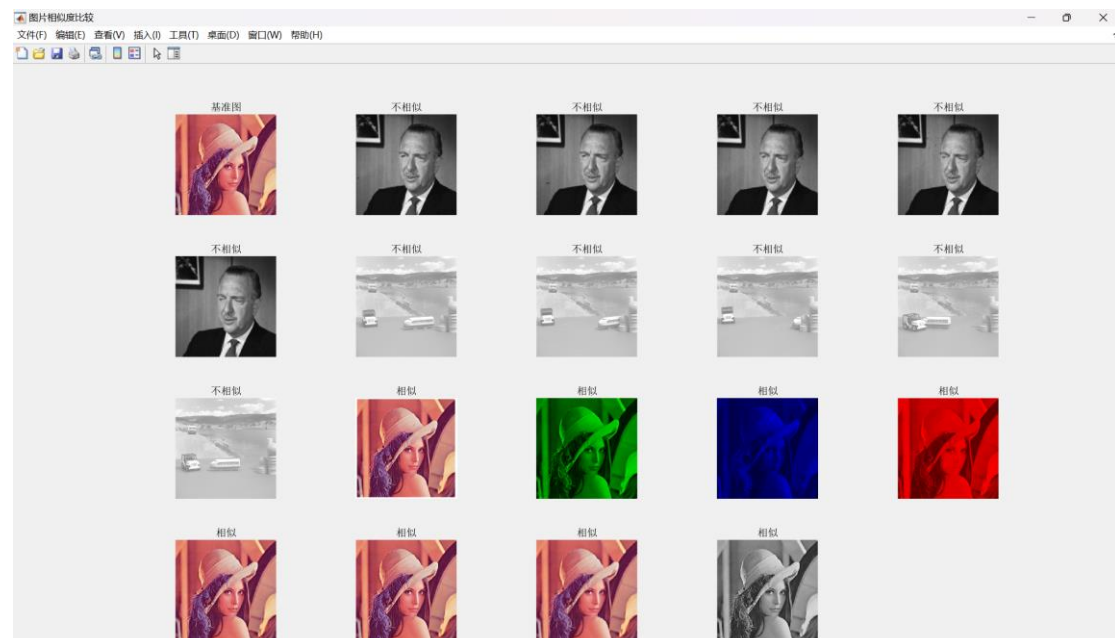 图片相似度比较
文件(F) 编辑(E) 查看(V) 插入(I) 工具(T) 桌面(D) 窗口(W) 帮助(H)
基准图 不相似 不相似 不相似 不相似
不相似 不相似 不相似 不相似 不相似
不相似 相似 相似 相似 相似
相似 相似 相似 相似